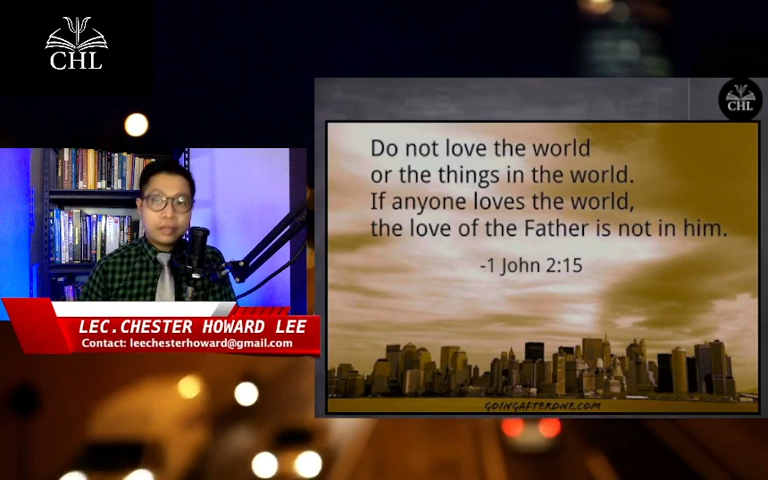 CHL
CHL
Do not love the world
or the things in the world.
If anyone loves the world,
the love of the Father is not in him.
-1 John 2:15
GOINGAFTERONE.COM
LEC.CHESTER HOWARD LEE
Contact: leechesterhoward@gmail.com